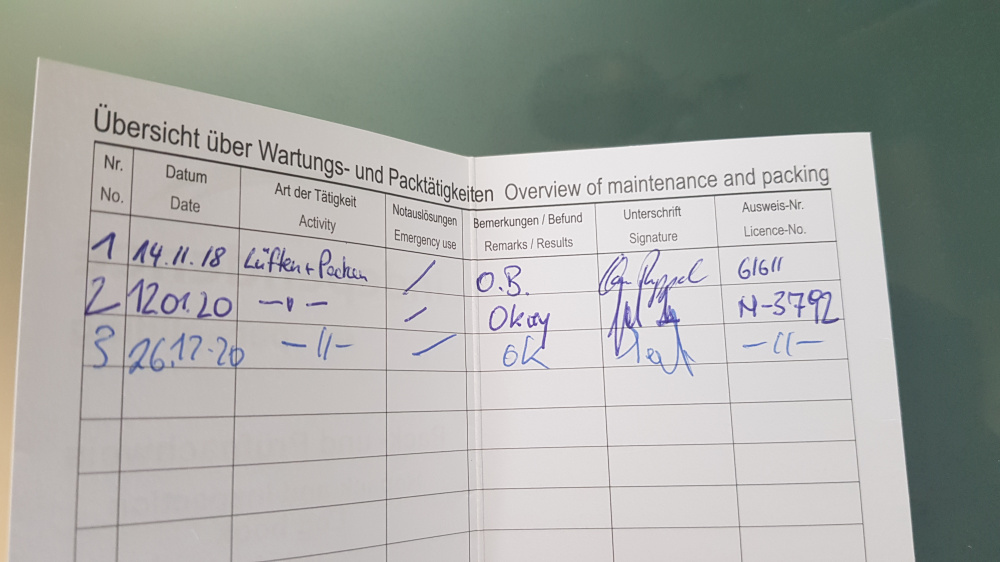 Übersicht über Wartungs- und Packtätigkeiten Overview of maintenance and packing
Nr. Datum Art der Tätigkeit Notauslösungen Bemerkungen / Befund Unterschrift Ausweis-Nr.
No. Date Activity Emergency use Remarks / Results Signature Licence-No.
1 14.11.18 Lüften + Packen / O.B. 61611
2 12.01.20 -"- / Okay N-3792
3 26.12.20 -"- / ok -"-